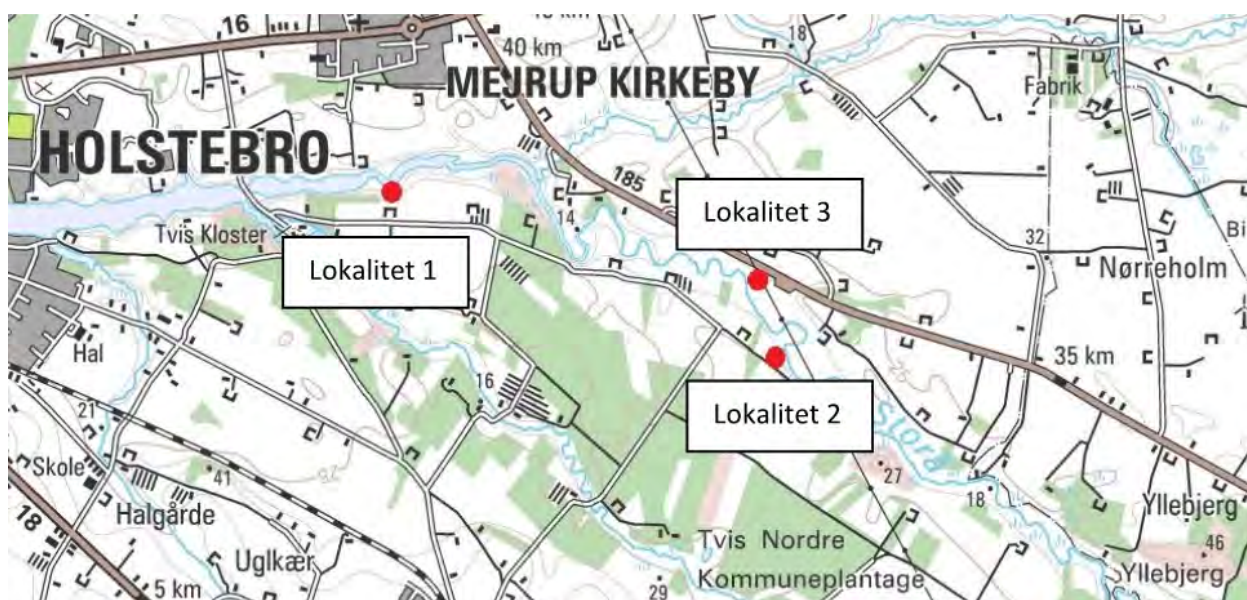 16
40 km
18
MEJRUP KIRKEBY
Fabrik
HOLSTEBRO
185
Lokalitet 3
14
Tvis Kloster
32
Bi
Lokalitet 1
Nørreholm
Hal
35 km
16
Lokalitet 2
21
Storå
Skole
41
27
18
Halgårde
Yllebjerg
18
Tvis Nordre
46
Uglkær
Kommuneplantage
Yllebjerg
5 km
29